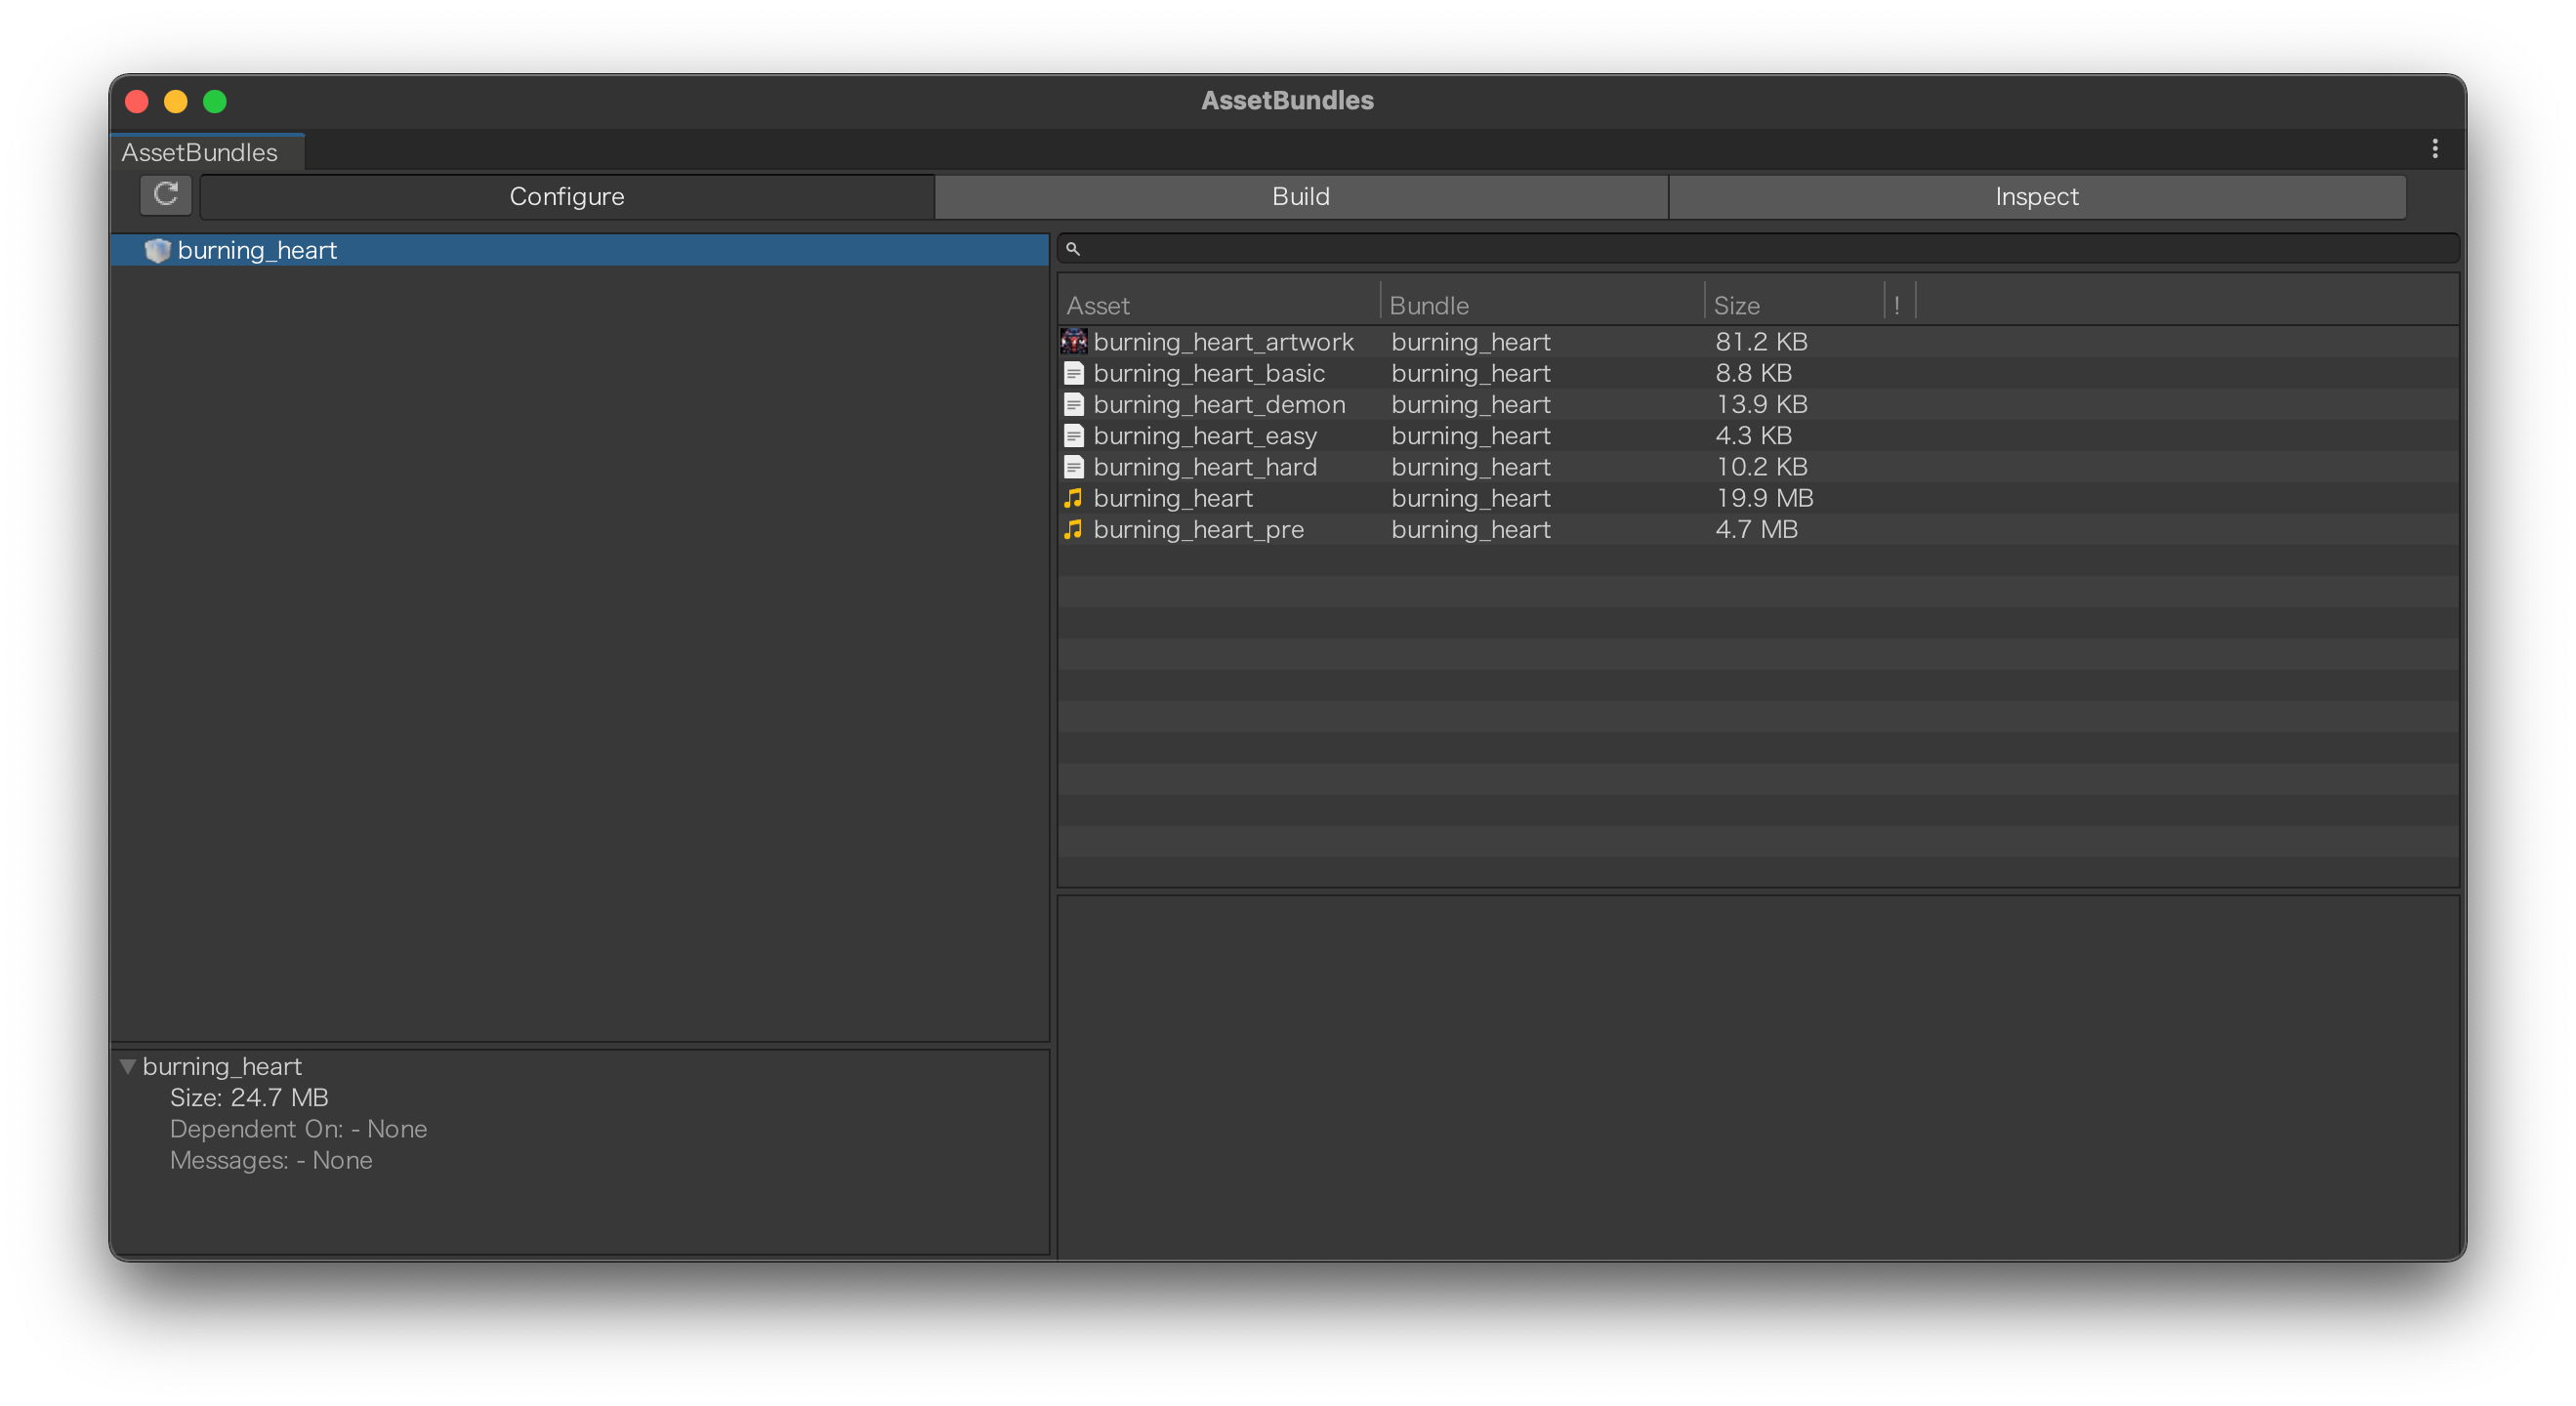 AssetBundles
AssetBundles
Configure Build Inspect
burning_heart
Asset Bundle Size !
burning_heart_artwork burning_heart 81.2 KB
burning_heart_basic burning_heart 8.8 KB
burning_heart_demon burning_heart 13.9 KB
burning_heart_easy burning_heart 4.3 KB
burning_heart_hard burning_heart 10.2 KB
burning_heart burning_heart 19.9 MB
burning_heart_pre burning_heart 4.7 MB
burning_heart
Size: 24.7 MB
Dependent On: - None
Messages: - None